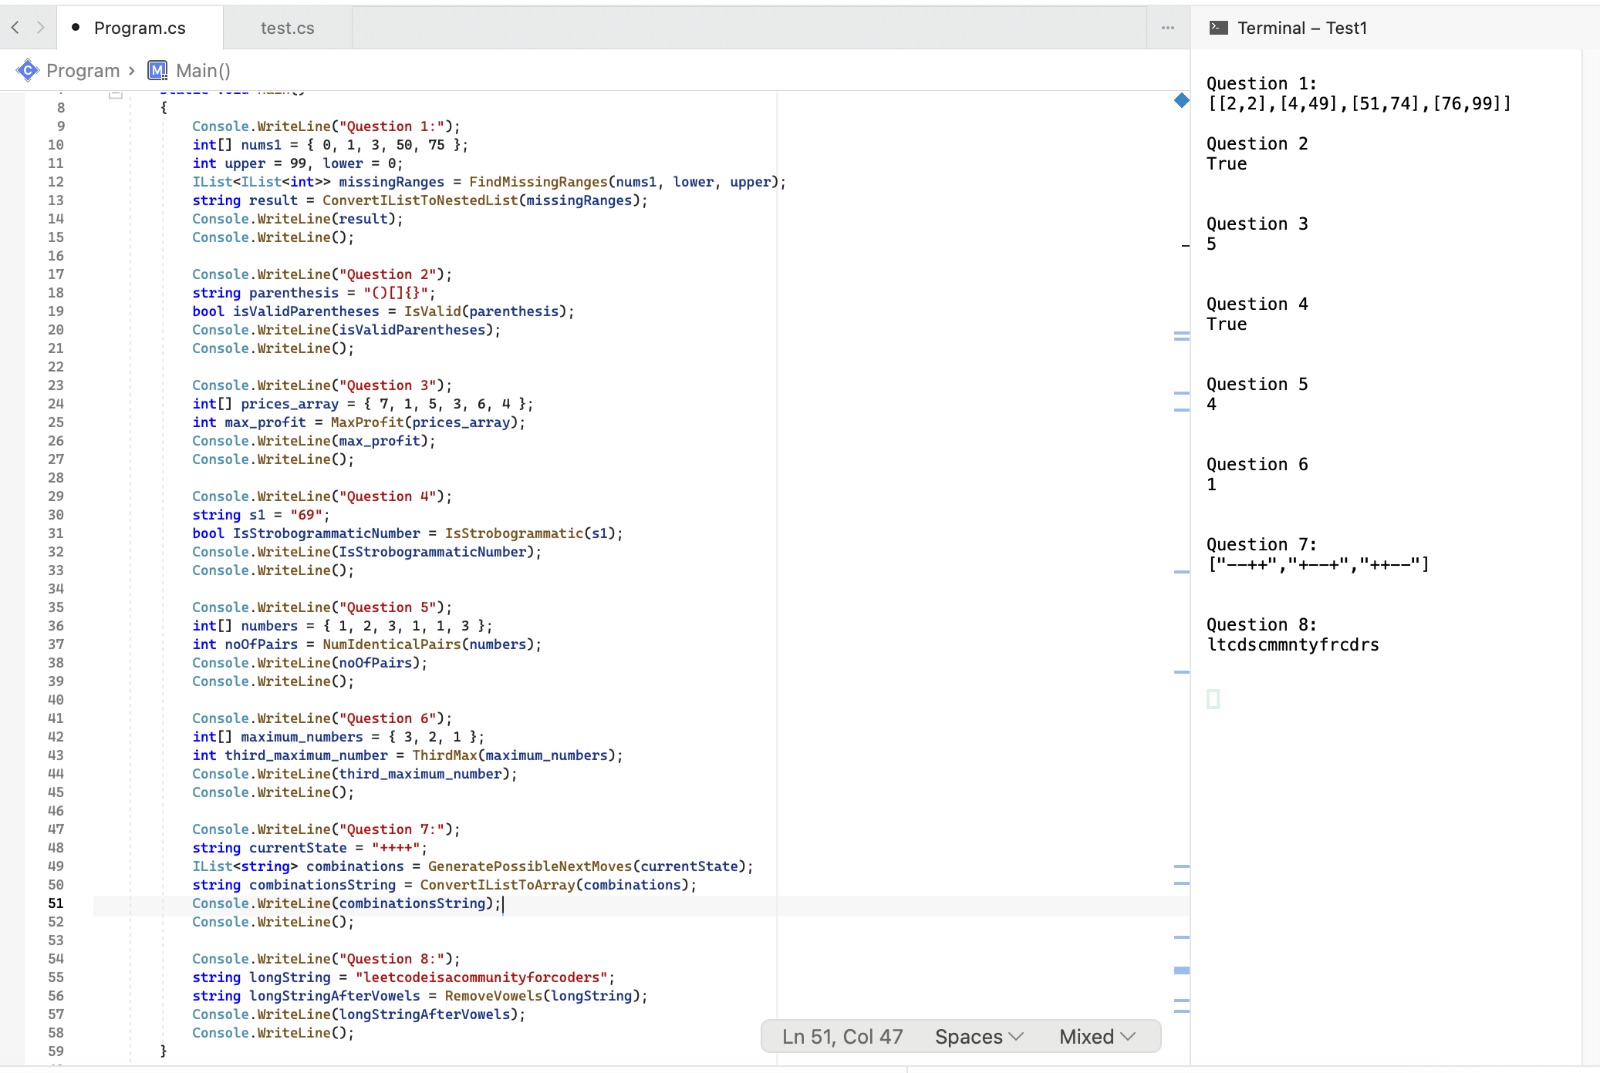 Program.cs
test.cs
Terminal – Test1
Program › Main()
static void Main()
8 {
9 Console.WriteLine("Question 1:");
10 int[] nums1 = { 0, 1, 3, 50, 75 };
11 int upper = 99, lower = 0;
12 IList<IList<int>> missingRanges = FindMissingRanges(nums1, lower, upper);
13 string result = ConvertIListToNestedList(missingRanges);
14 Console.WriteLine(result);
15 Console.WriteLine();
16
17 Console.WriteLine("Question 2");
18 string parenthesis = "()[]{}";
19 bool isValidParentheses = IsValid(parenthesis);
20 Console.WriteLine(isValidParentheses);
21 Console.WriteLine();
22
23 Console.WriteLine("Question 3");
24 int[] prices_array = { 7, 1, 5, 3, 6, 4 };
25 int max_profit = MaxProfit(prices_array);
26 Console.WriteLine(max_profit);
27 Console.WriteLine();
28
29 Console.WriteLine("Question 4");
30 string s1 = "69";
31 bool IsStrobogrammaticNumber = IsStrobogrammatic(s1);
32 Console.WriteLine(IsStrobogrammaticNumber);
33 Console.WriteLine();
34
35 Console.WriteLine("Question 5");
36 int[] numbers = { 1, 2, 3, 1, 1, 3 };
37 int noOfPairs = NumIdenticalPairs(numbers);
38 Console.WriteLine(noOfPairs);
39 Console.WriteLine();
40
41 Console.WriteLine("Question 6");
42 int[] maximum_numbers = { 3, 2, 1 };
43 int third_maximum_number = ThirdMax(maximum_numbers);
44 Console.WriteLine(third_maximum_number);
45 Console.WriteLine();
46
47 Console.WriteLine("Question 7:");
48 string currentState = "++++";
49 IList<string> combinations = GeneratePossibleNextMoves(currentState);
50 string combinationsString = ConvertIListToArray(combinations);
51 Console.WriteLine(combinationsString);
52 Console.WriteLine();
53
54 Console.WriteLine("Question 8:");
55 string longString = "leetcodeisacommunityforcoders";
56 string longStringAfterVowels = RemoveVowels(longString);
57 Console.WriteLine(longStringAfterVowels);
58 Console.WriteLine();
59 }
Ln 51, Col 47 Spaces Mixed
Question 1:
[[2,2],[4,49],[51,74],[76,99]]
Question 2
True
Question 3
5
Question 4
True
Question 5
4
Question 6
1
Question 7:
["--++","+--+","++--"]
Question 8:
ltcdscmmntyfrcdrs